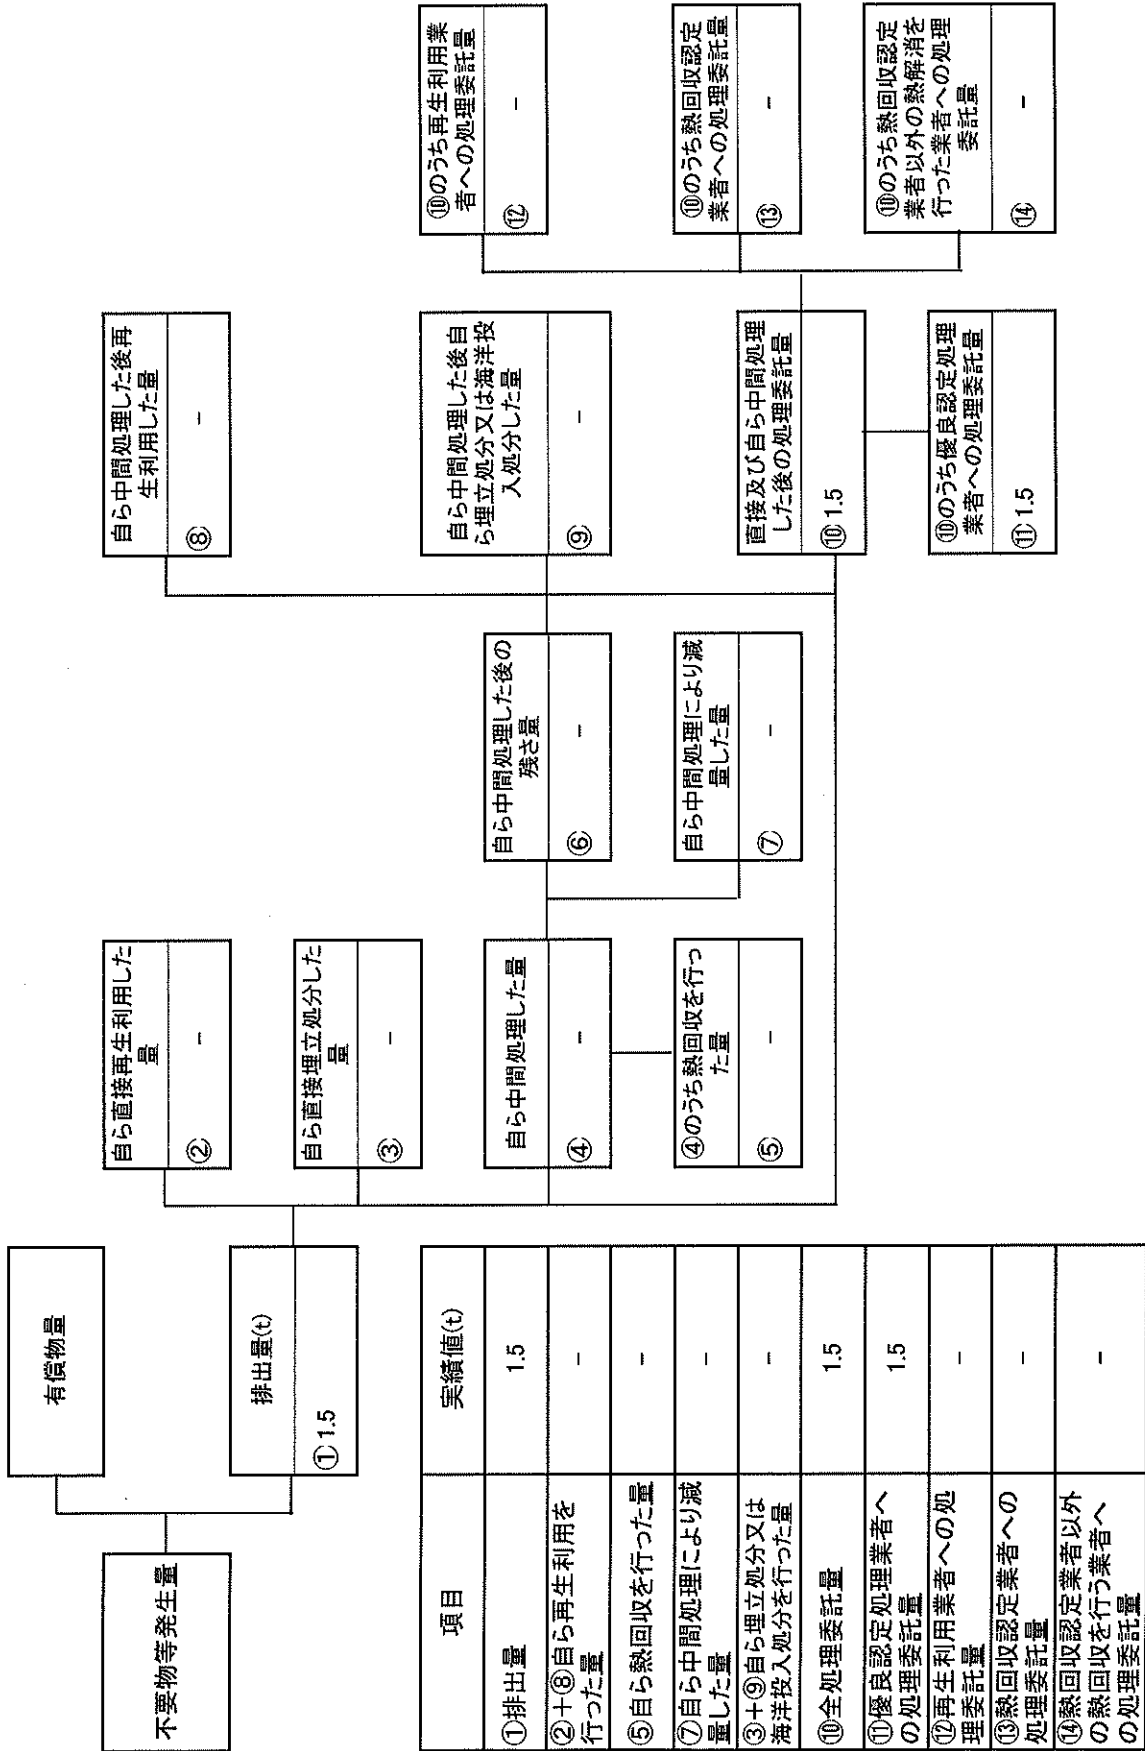 不要物等発生量
有償物量
排出量(t)
① 1.5
自ら直接再生利用した
量
② －
自ら直接埋立処分した
量
③ －
自ら中間処理した量
④ －
④のうち熱回収を行っ
た量
⑤ －
自ら中間処理した後の
残さ量
⑥ －
自ら中間処理により減
量した量
⑦ －
自ら中間処理した後再
生利用した量
⑧ －
自ら中間処理した後自
ら埋立処分又は海洋投
入処分した量
⑨ －
直接及び自ら中間処理
した後の処理委託量
⑩ 1.5
⑩のうち優良認定処理
業者への処理委託量
⑪ 1.5
⑩のうち再生利用業
者への処理委託量
⑫ －
⑩のうち熱回収認定
業者への処理委託量
⑬ －
⑩のうち熱回収認定
業者以外の熱解消を
行った業者への処理
委託量
⑭ －
項目 実績値(t)
①排出量 1.5
②＋⑧自ら再生利用を
行った量 －
⑤自ら熱回収を行った量 －
⑦自ら中間処理により減
量した量 －
③＋⑨自ら埋立処分又は
海洋投入処分を行った量 －
⑩全処理委託量 1.5
⑪優良認定処理業者へ
の処理委託量 1.5
⑫再生利用業者への処
理委託量 －
⑬熱回収認定業者への
処理委託量 －
⑭熱回収認定業者以外
の熱回収を行う業者へ
の処理委託量 －